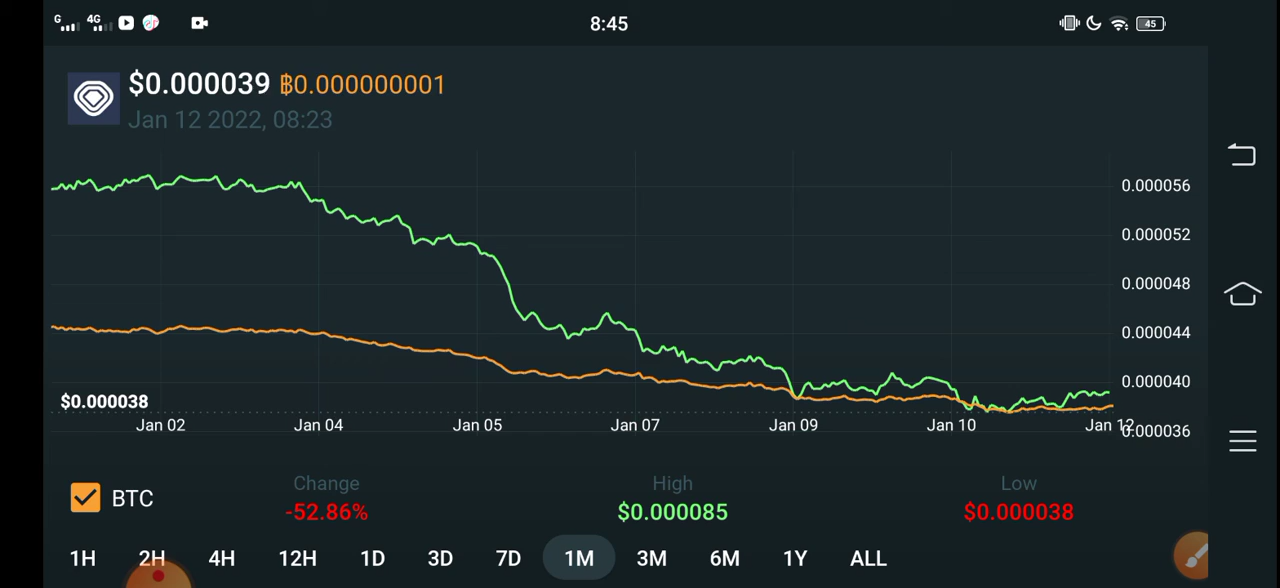 G 4G 8:45 45
$0.000039 ฿0.000000001
Jan 12 2022, 08:23
0.000056
0.000052
0.000048
0.000044
0.000040
$0.000038
0.000036
Jan 02 Jan 04 Jan 05 Jan 07 Jan 09 Jan 10 Jan 12
BTC
Change High Low
-52.86% $0.000085 $0.000038
1H 2H 4H 12H 1D 3D 7D 1M 3M 6M 1Y ALL